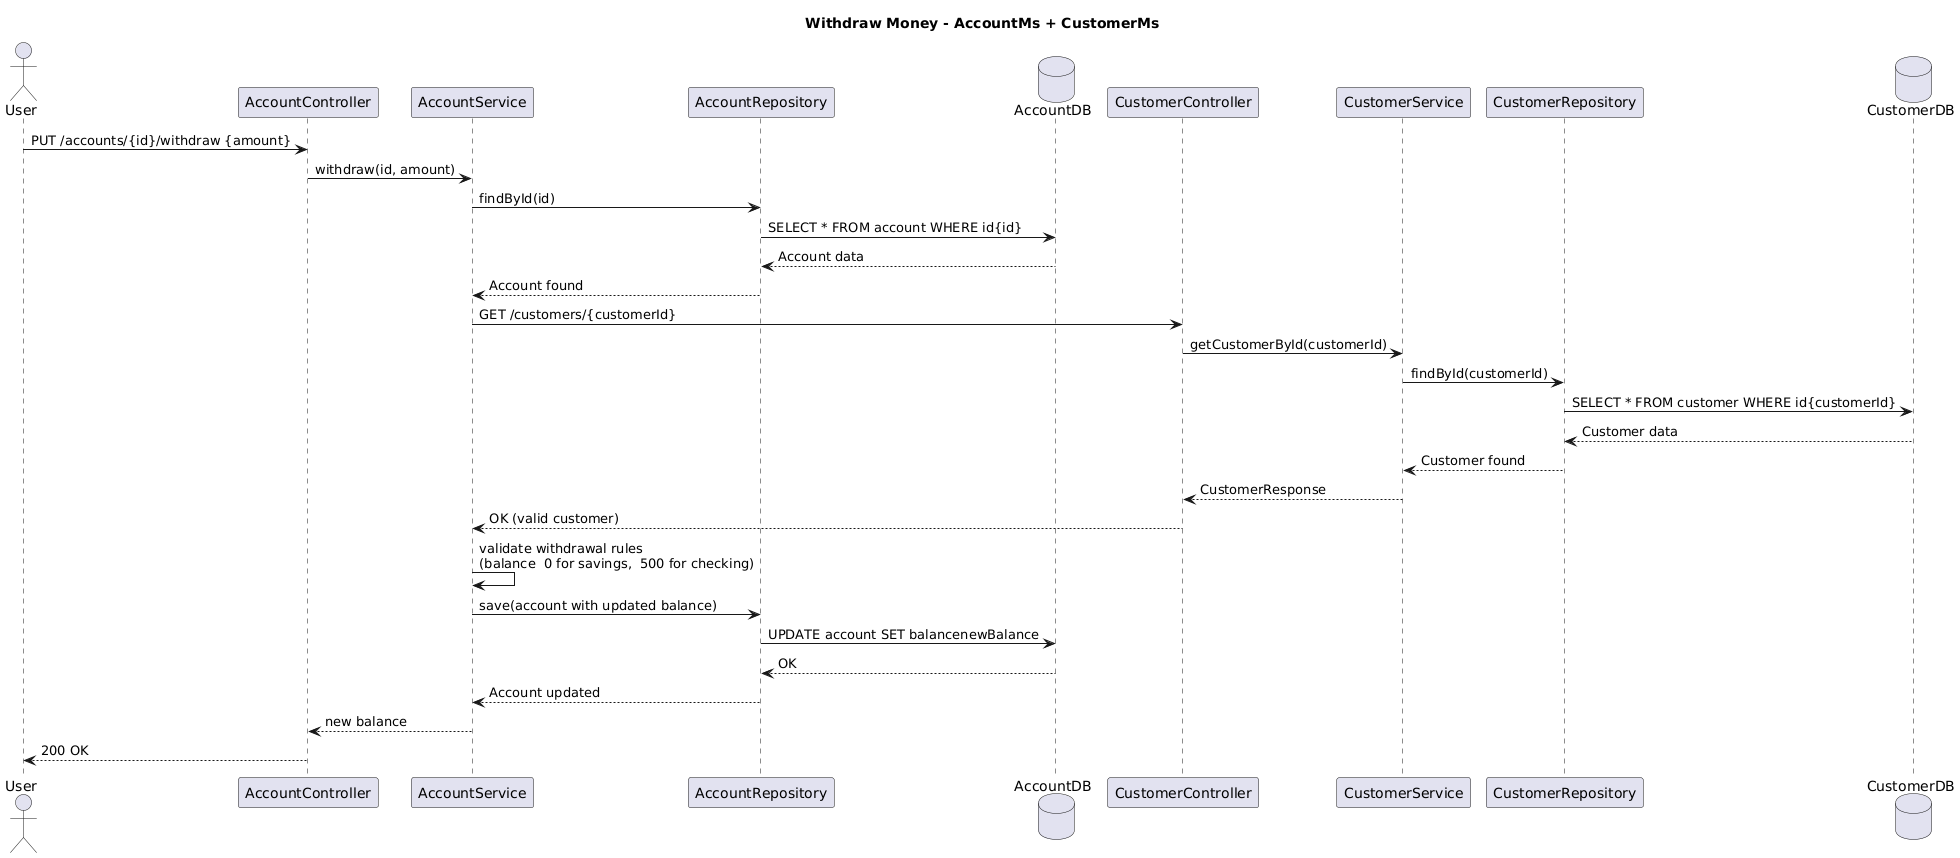 Withdraw Money - AccountMs + CustomerMs
User
AccountController
AccountService
AccountRepository
AccountDB
CustomerController
CustomerService
CustomerRepository
CustomerDB
PUT /accounts/{id}/withdraw {amount}
withdraw(id, amount)
findById(id)
SELECT * FROM account WHERE id{id}
Account data
Account found
GET /customers/{customerId}
getCustomerById(customerId)
findById(customerId)
SELECT * FROM customer WHERE id{customerId}
Customer data
Customer found
CustomerResponse
OK (valid customer)
validate withdrawal rules
(balance  0 for savings,  500 for checking)
save(account with updated balance)
UPDATE account SET balancenewBalance
OK
Account updated
new balance
200 OK
User
AccountController
AccountService
AccountRepository
AccountDB
CustomerController
CustomerService
CustomerRepository
CustomerDB